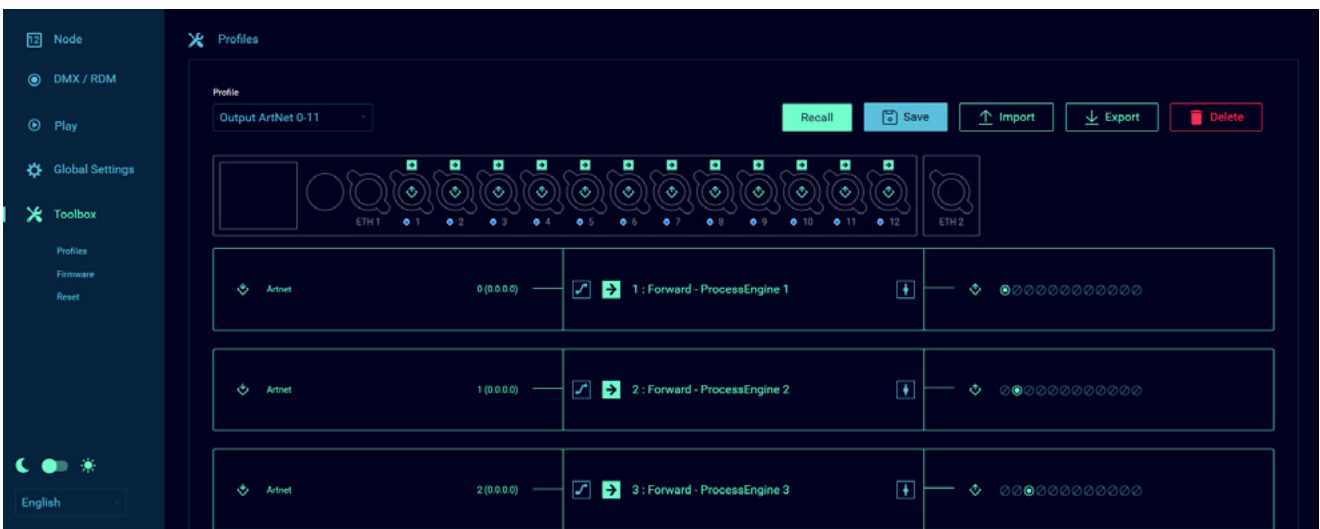 12 Node
DMX / RDM
Play
Global Settings
Toolbox
Profiles
Firmware
Reset
English
Profiles
Profile
Output ArtNet 0-11
Recall
Save
Import
Export
Delete
ETH 1 1 2 3 4 5 6 7 8 9 10 11 12 ETH 2
Artnet 0 (0.0.0.0) 1 : Forward - ProcessEngine 1
Artnet 1 (0.0.0.0) 2 : Forward - ProcessEngine 2
Artnet 2 (0.0.0.0) 3 : Forward - ProcessEngine 3